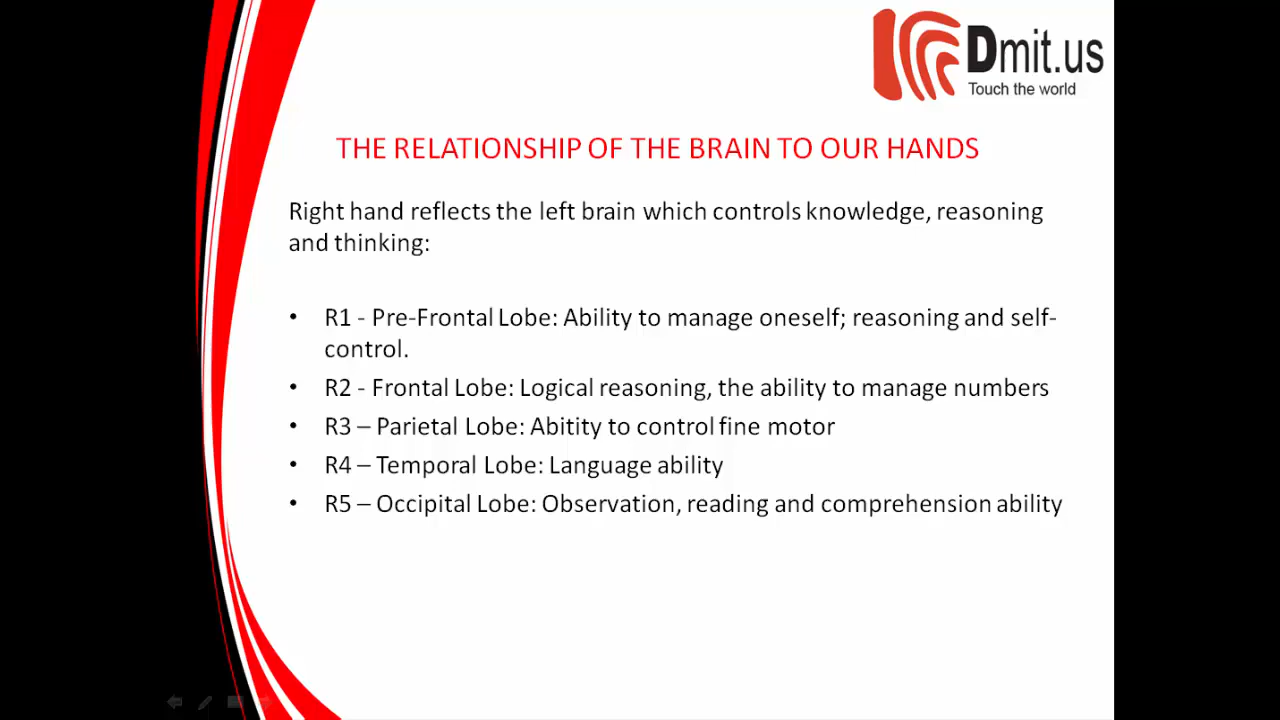 Dmit.us
Touch the world
THE RELATIONSHIP OF THE BRAIN TO OUR HANDS
Right hand reflects the left brain which controls knowledge, reasoning
and thinking:
• R1 - Pre-Frontal Lobe: Ability to manage oneself; reasoning and self-
control.
• R2 - Frontal Lobe: Logical reasoning, the ability to manage numbers
• R3 – Parietal Lobe: Abitity to control fine motor
• R4 – Temporal Lobe: Language ability
• R5 – Occipital Lobe: Observation, reading and comprehension ability